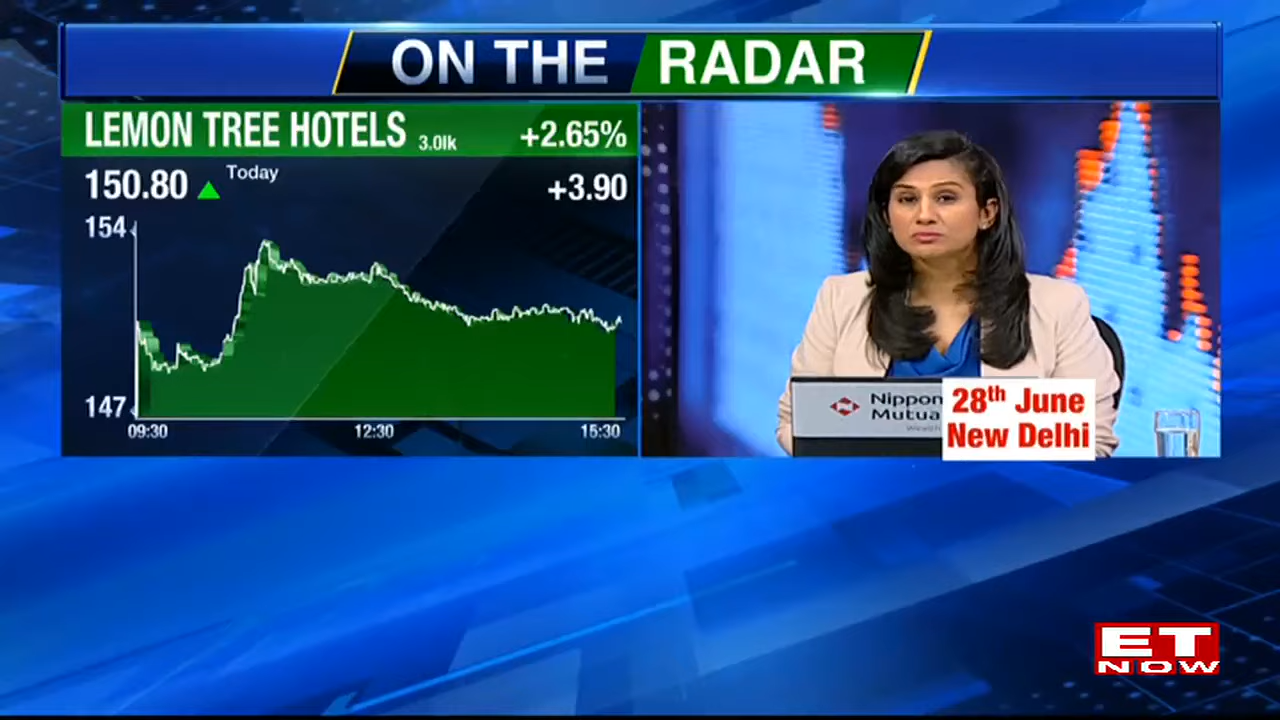 ON THE RADAR
LEMON TREE HOTELS 3.0lk +2.65%
150.80 Today +3.90
154
147
09:30 12:30 15:30
Nippon
Mutua
28th June
New Delhi
ET
NOW